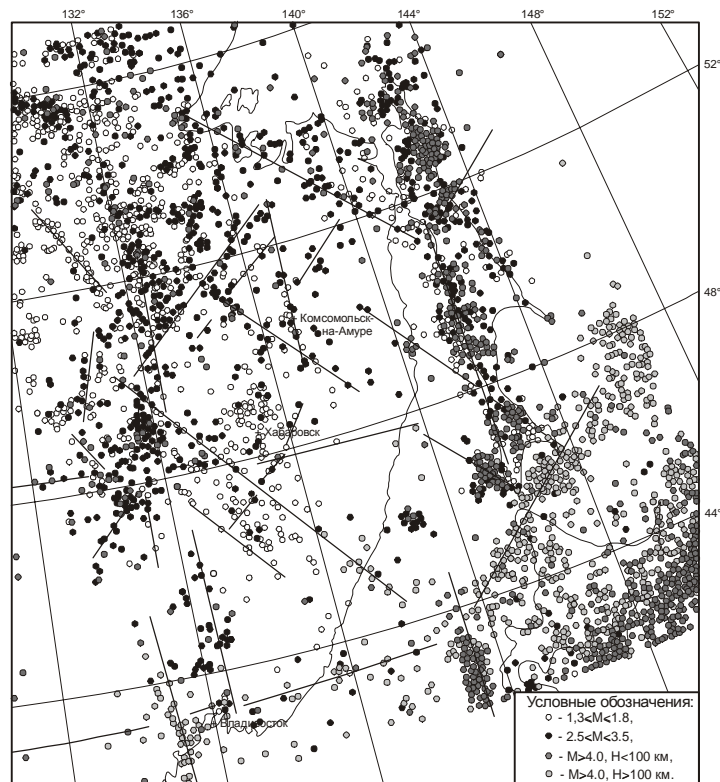 132°
136°
140°
144°
148°
152°
52°
48°
Комсомольск-
на-Амуре
Хабаровск
44°
Владивосток
Условные обозначения:
- 1,3<M<1.8,
- 2.5<M<3.5,
- M>4.0, H<100 км,
- M>4.0, H>100 км.